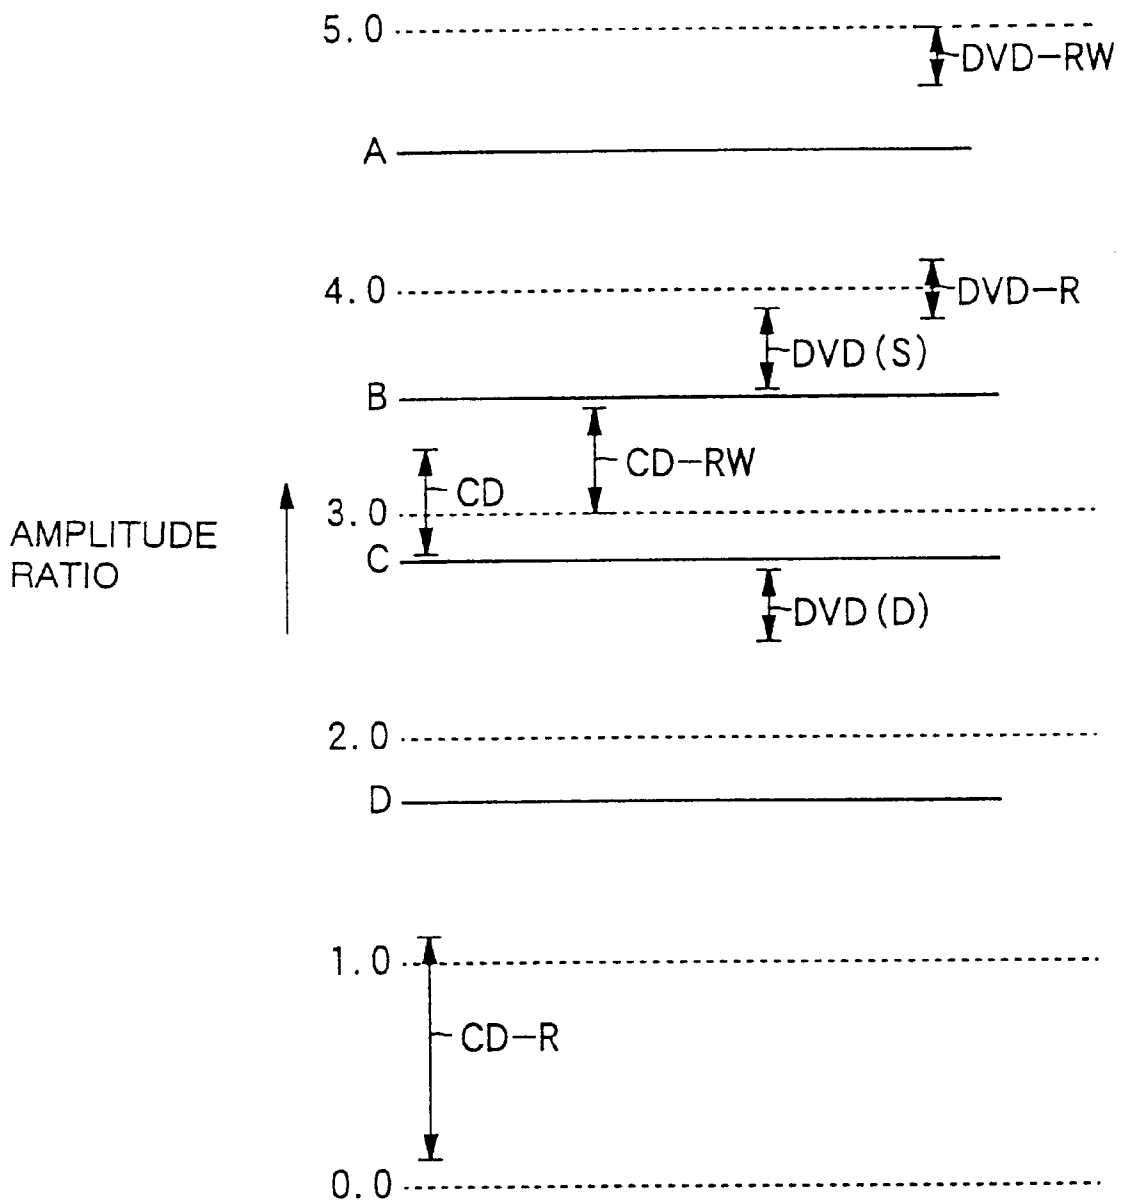 5.0
DVD-RW
A
4.0
DVD-R
DVD(S)
B
CD-RW
CD
3.0
AMPLITUDE
RATIO
C
DVD(D)
2.0
D
1.0
CD-R
0.0